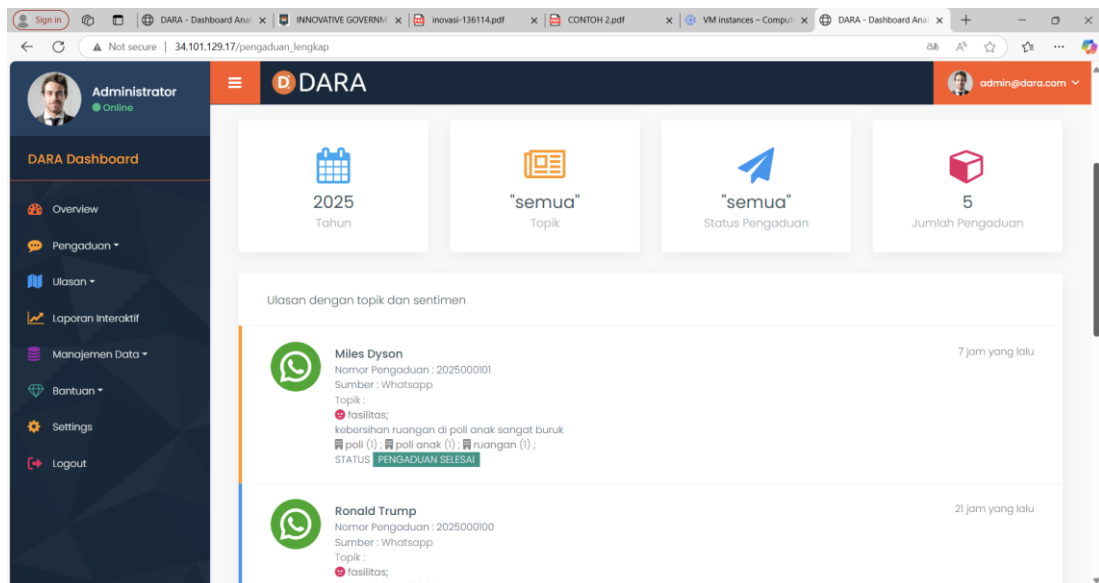 Sign in
DARA - Dashboard Anal
INNOVATIVE GOVERNM
inovasi-136114.pdf
CONTOH 2.pdf
VM instances – Comput
DARA - Dashboard Anal
Not secure
34.101.129.17/pengaduan_lengkap
Administrator
Online
DARA Dashboard
Overview
Pengaduan
Ulasan
Laporan Interaktif
Manajemen Data
Bantuan
Settings
Logout
D DARA
admin@dara.com
2025
Tahun
"semua"
Topik
"semua"
Status Pengaduan
5
Jumlah Pengaduan
Ulasan dengan topik dan sentimen
Miles Dyson
7 jam yang lalu
Nomor Pengaduan : 2025000101
Sumber : Whatsapp
Topik :
fasilitas;
kebersihan ruangan di poli anak sangat buruk
poli (1) ; poli anak (1) ; ruangan (1) ;
STATUS PENGADUAN SELESAI
Ronald Trump
21 jam yang lalu
Nomor Pengaduan : 2025000100
Sumber : Whatsapp
Topik :
fasilitas;